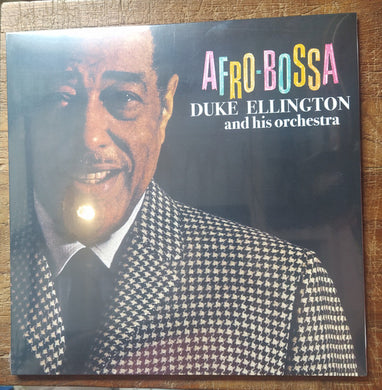 AFRO-BOSSA
DUKE ELLINGTON
and his orchestra